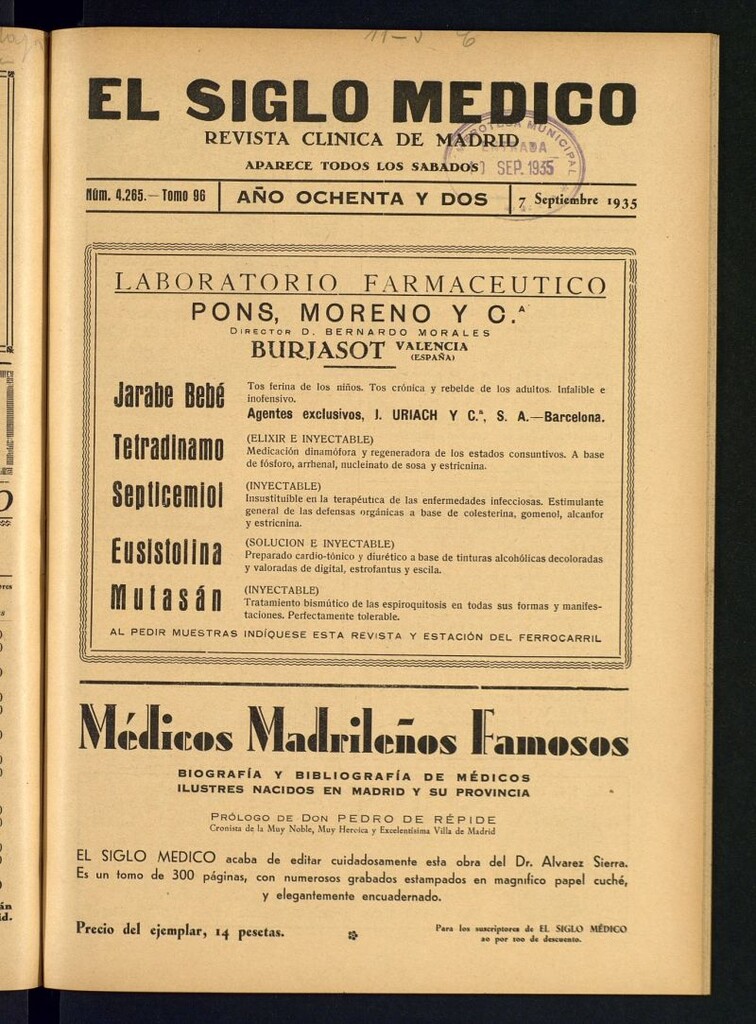 EL SIGLO MEDICO
REVISTA CLINICA DE MADRID
APARECE TODOS LOS SABADOS
MUNICIPAL
ENTRADA
SEP. 1935
Núm. 4.265.—Tomo 96
AÑO OCHENTA Y DOS
7 Septiembre 1935
LABORATORIO FARMACEUTICO
PONS, MORENO Y C.ª
DIRECTOR D. BERNARDO MORALES
BURJASOT VALENCIA
(ESPAÑA)
Jarabe Bebé
Tos ferina de los niños. Tos crónica y rebelde de los adultos. Infalible e
inofensivo.
Agentes exclusivos, J. URIACH Y C.ª, S. A.—Barcelona.
Tetradinamo
(ELIXIR E INYECTABLE)
Medicación dinamófora y regeneradora de los estados consuntivos. A base
de fósforo, arrhenal, nucleinato de sosa y estricnina.
Septicemiol
(INYECTABLE)
Insustituible en la terapéutica de las enfermedades infecciosas. Estimulante
general de las defensas orgánicas a base de colesterina, gomenol, alcanfor
y estricnina.
Eusistolina
(SOLUCION E INYECTABLE)
Preparado cardio-tónico y diurético a base de tinturas alcohólicas decoloradas
y valoradas de digital, estrofantus y escila.
Mutasán
(INYECTABLE)
Tratamiento bismútico de las espiroquitosis en todas sus formas y manifes-
taciones. Perfectamente tolerable.
AL PEDIR MUESTRAS INDÍQUESE ESTA REVISTA Y ESTACIÓN DEL FERROCARRIL
Médicos Madrileños Famosos
BIOGRAFÍA Y BIBLIOGRAFÍA DE MÉDICOS
ILUSTRES NACIDOS EN MADRID Y SU PROVINCIA
PRÓLOGO DE DON PEDRO DE RÉPIDE
Cronista de la Muy Noble, Muy Heroica y Excelentísima Villa de Madrid
EL SIGLO MEDICO acaba de editar cuidadosamente esta obra del Dr. Alvarez Sierra.
Es un tomo de 300 páginas, con numerosos grabados estampados en magnífico papel cuché,
y elegantemente encuadernado.
Precio del ejemplar, 14 pesetas.
Para los suscriptores de EL SIGLO MÉDICO
20 por 100 de descuento.